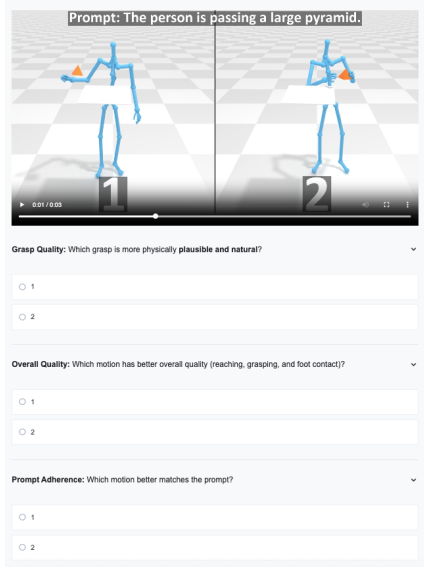 Prompt: The person is passing a large pyramid.
1
2
0:01 / 0:03
Grasp Quality: Which grasp is more physically plausible and natural?
1
2
Overall Quality: Which motion has better overall quality (reaching, grasping, and foot contact)?
1
2
Prompt Adherence: Which motion better matches the prompt?
1
2